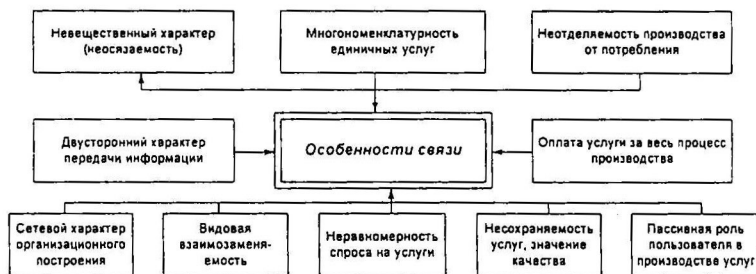 Невещественный характер
(неосязаемость)
Многономенклатурность
единичных услуг
Неотделяемость производства
от потребления
Двусторонний характер
передачи информации
Особенности связи
Оплата услуги за весь процесс
производства
Сетевой характер
организационного
построения
Видовая
взаимозаменя-
емость
Неравномерность
спроса на услуги
Несохраняемость
услуг, значение
качества
Пассивная роль
пользователя в
производстве услуг